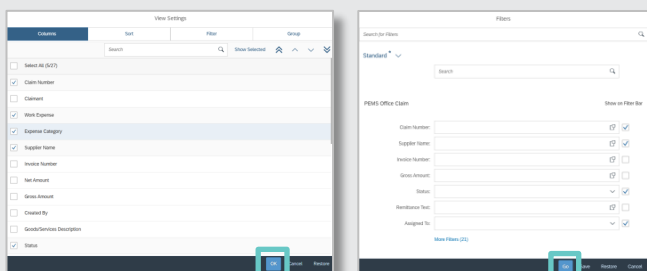 View Settings
Columns Sort Filter Group
Search Show Selected
Select All (5/27)
Claim Number
Claimant
Work Expense
Expense Category
Supplier Name
Invoice Number
Net Amount
Gross Amount
Created By
Goods/Services Description
Status
OK Cancel Restore
Filters
Search for Filters
Standard *
Search
PEMS Office Claim Show on Filter Bar
Claim Number:
Supplier Name:
Invoice Number:
Gross Amount:
Status:
Remittance Text:
Assigned To:
More Filters (21)
Go Save Restore Cancel